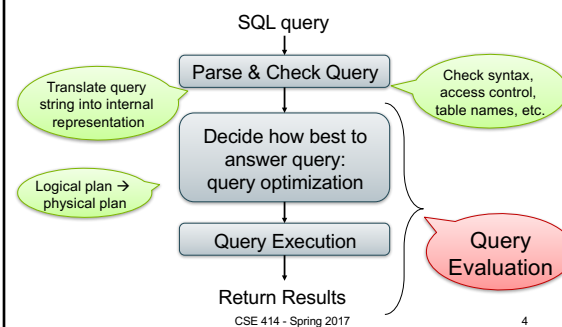 SQL query
Parse & Check Query
Translate query
string into internal
representation
Check syntax,
access control,
table names, etc.
Decide how best to
answer query:
query optimization
Logical plan →
physical plan
Query Execution
Query
Evaluation
Return Results
CSE 414 - Spring 2017
4